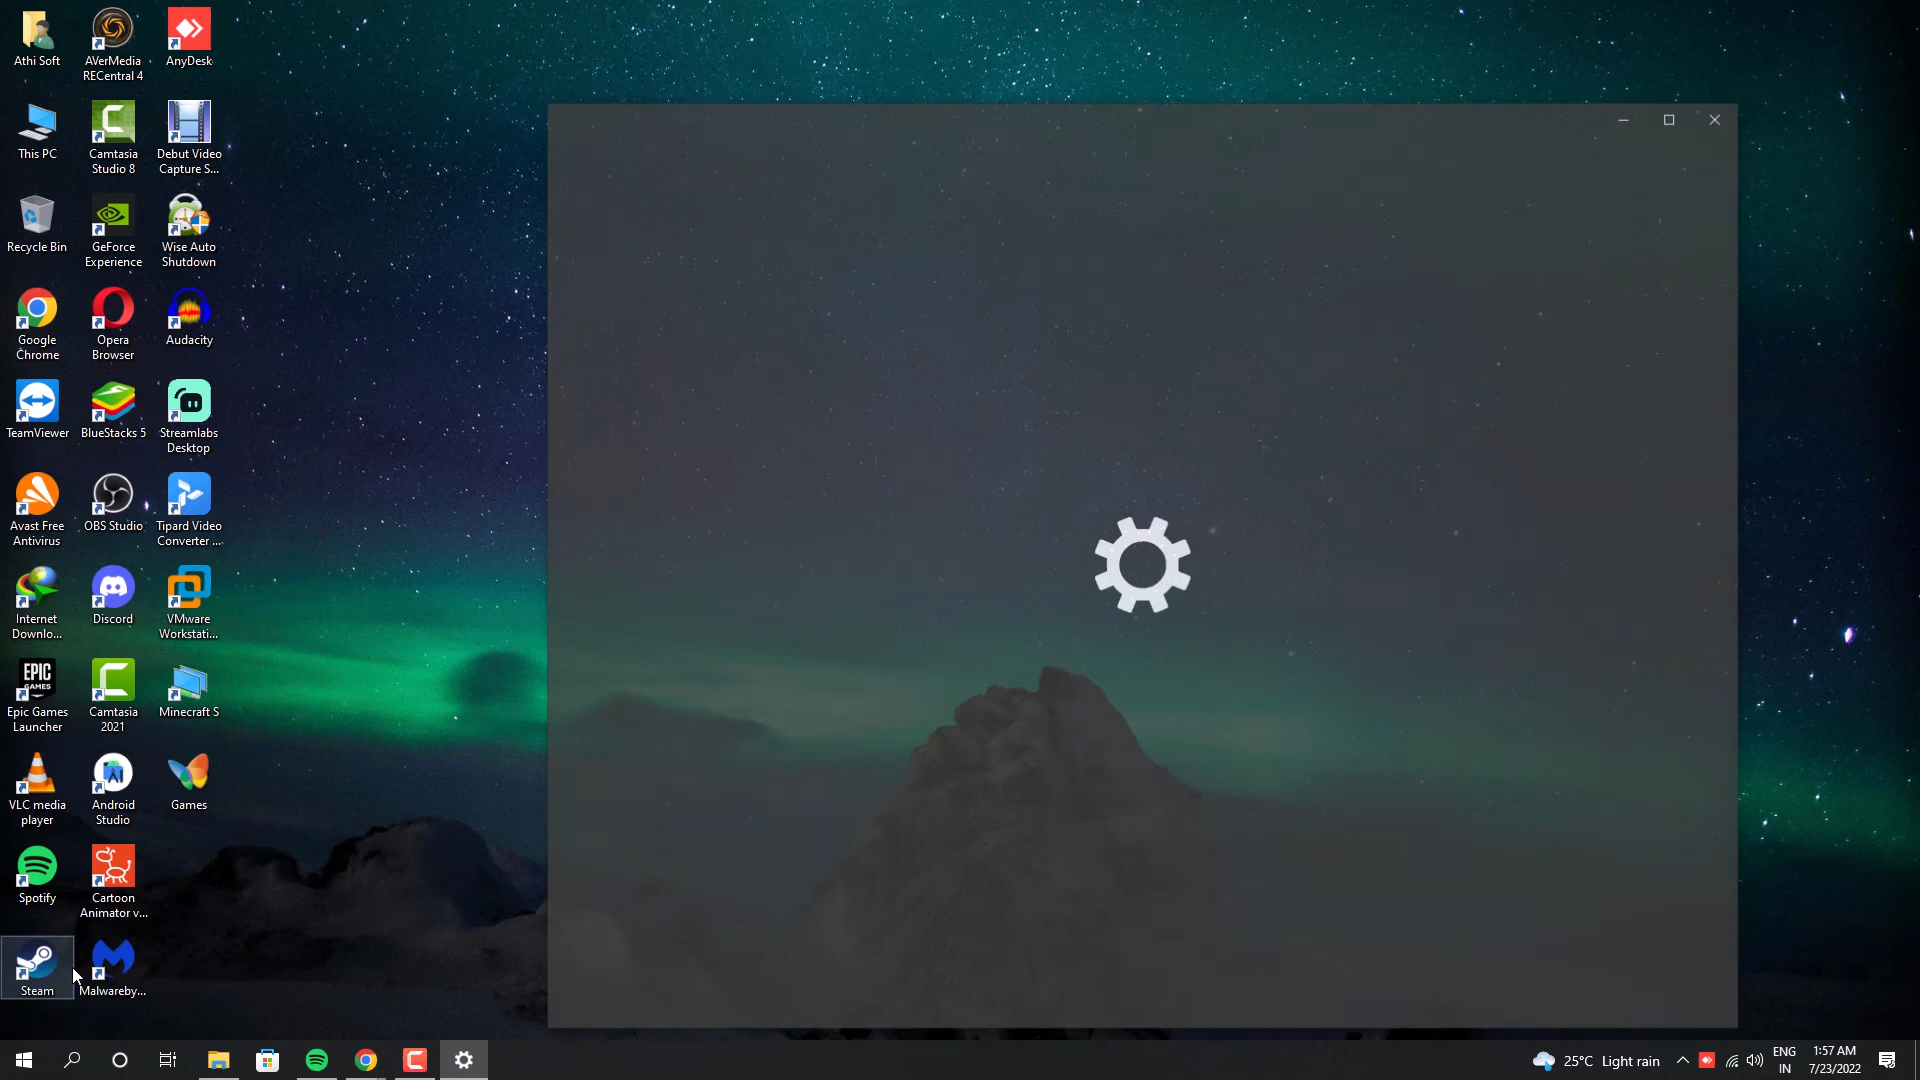 Athi Soft
AVerMedia
RECentral 4
AnyDesk
This PC
Camtasia
Studio 8
Debut Video
Capture S...
Recycle Bin
GeForce
Experience
Wise Auto
Shutdown
Google
Chrome
Opera
Browser
Audacity
TeamViewer
BlueStacks 5
Streamlabs
Desktop
Avast Free
Antivirus
OBS Studio
Tipard Video
Converter ...
Internet
Downlo...
Discord
VMware
Workstati...
EPIC
GAMES
Epic Games
Launcher
Camtasia
2021
Minecraft S
VLC media
player
Android
Studio
Games
Spotify
Cartoon
Animator v...
Steam
Malwareby...
25°C Light rain
ENG
IN
1:57 AM
7/23/2022